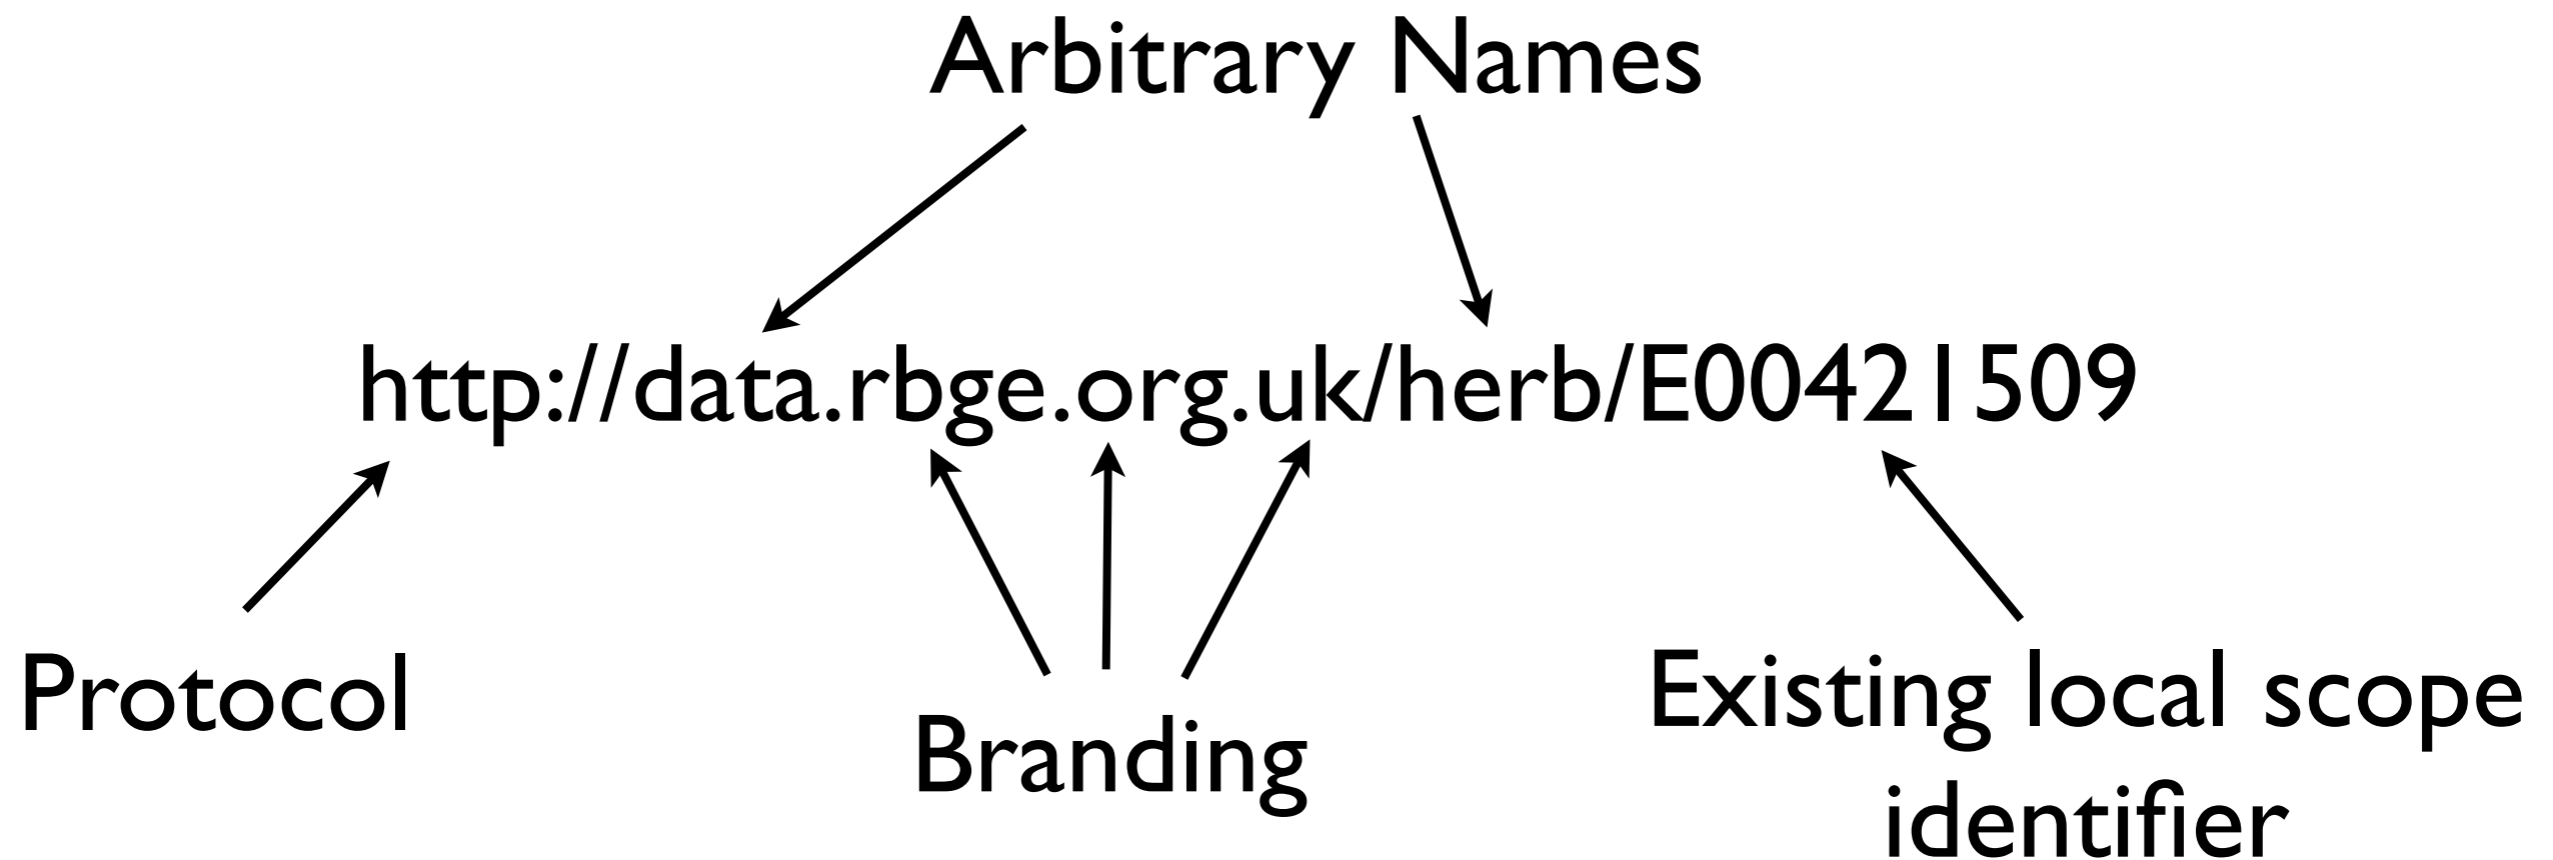 Arbitrary Names
http://data.rbge.org.uk/herb/E00421509
Protocol
Branding
Existing local scope
identifier